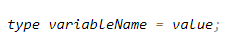 type variableName = value;